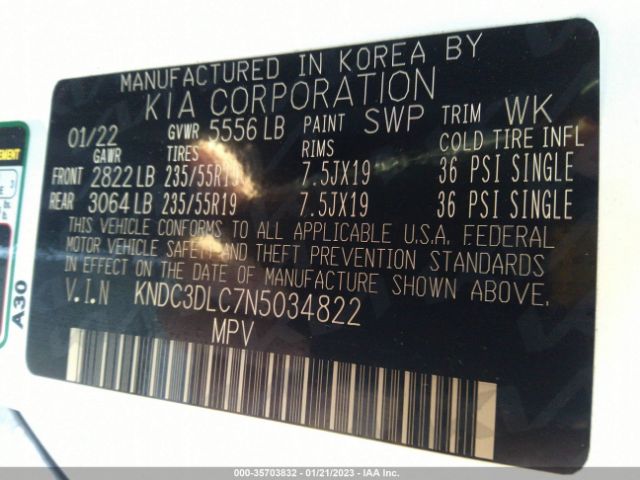 MANUFACTURED IN KOREA BY
KIA CORPORATION
01/22 GVWR 5556 LB PAINT SWP TRIM WK
GAWR TIRES RIMS COLD TIRE INFL
FRONT 2822 LB 235/55R19 7.5JX19 36 PSI SINGLE
REAR 3064 LB 235/55R19 7.5JX19 36 PSI SINGLE
THIS VEHICLE CONFORMS TO ALL APPLICABLE U.S.A. FEDERAL
MOTOR VEHICLE SAFETY AND THEFT PREVENTION STANDARDS
IN EFFECT ON THE DATE OF MANUFACTURE SHOWN ABOVE.
V.I.N KNDC3DLC7N5034822
MPV
A30
000-35703832 - 01/21/2023 - IAA Inc.